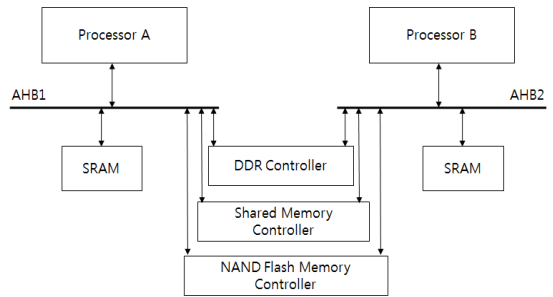 Processor A
Processor B
AHB1
AHB2
SRAM
DDR Controller
SRAM
Shared Memory
Controller
NAND Flash Memory
Controller